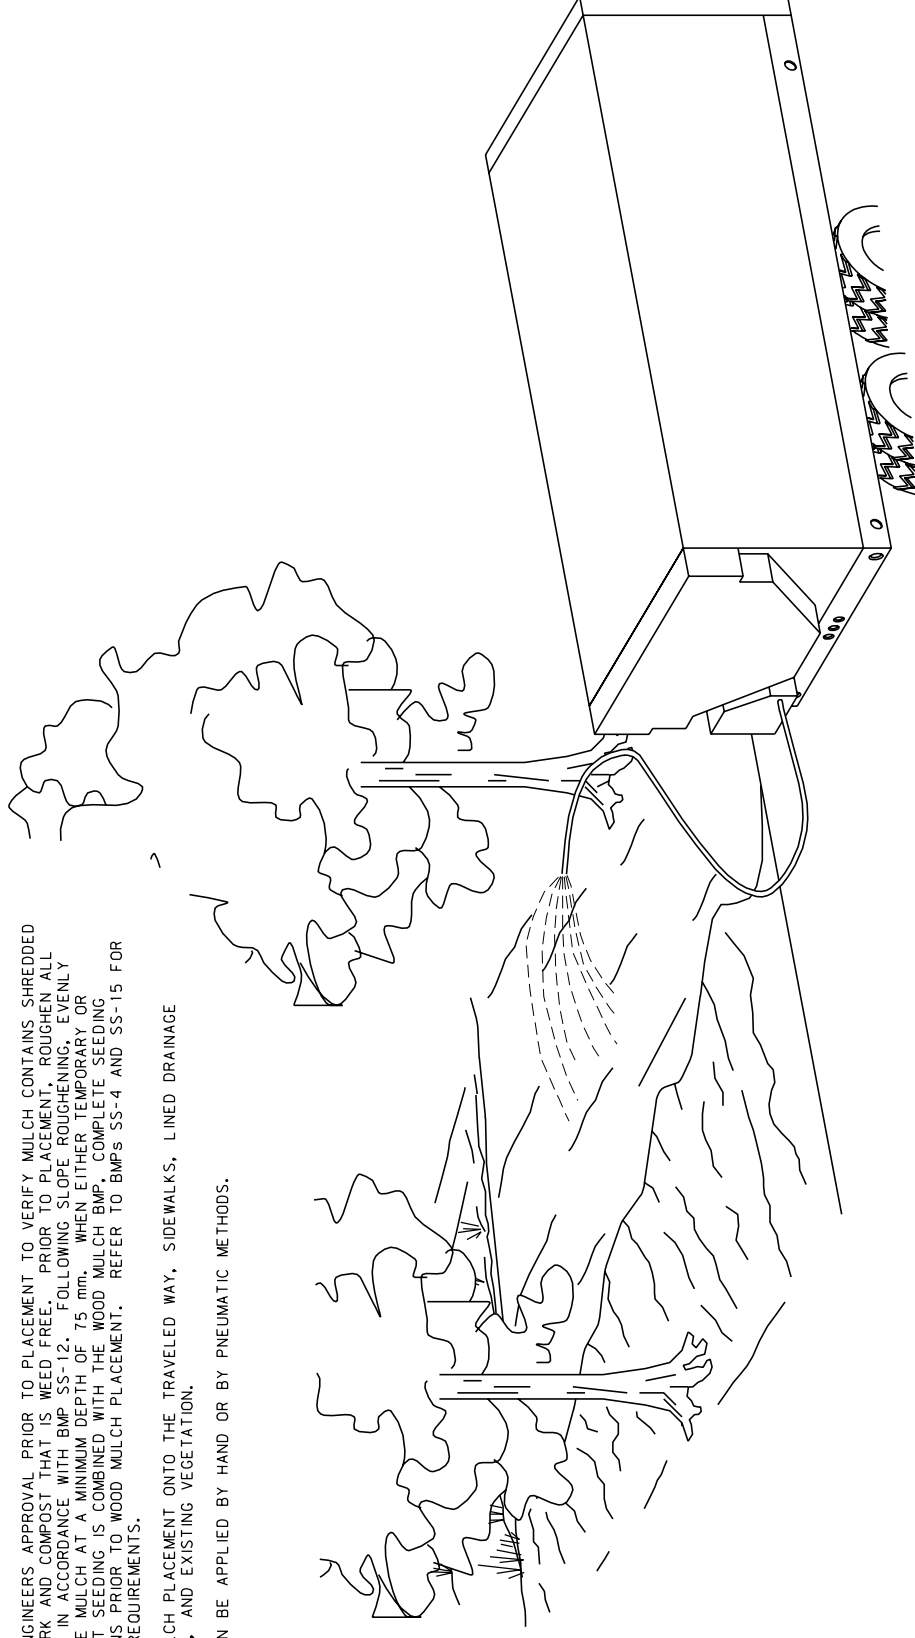 NGINEERS APPROVAL PRIOR TO PLACEMENT TO VERIFY MULCH CONTAINS SHREDDED
RK AND COMPOST THAT IS WEED FREE. PRIOR TO PLACEMENT, ROUGHEN ALL
IN ACCORDANCE WITH BMP SS-12. FOLLOWING SLOPE ROUGHENING, EVENLY
E MULCH AT A MINIMUM DEPTH OF 75 mm. WHEN EITHER TEMPORARY OR
T SEEDING IS COMBINED WITH THE WOOD MULCH BMP, COMPLETE SEEDING
NS PRIOR TO WOOD MULCH PLACEMENT. REFER TO BMPs SS-4 AND SS-15 FOR
REQUIREMENTS.
LCH PLACEMENT ONTO THE TRAVELED WAY, SIDEWALKS, LINED DRAINAGE
, AND EXISTING VEGETATION.
N BE APPLIED BY HAND OR BY PNEUMATIC METHODS.